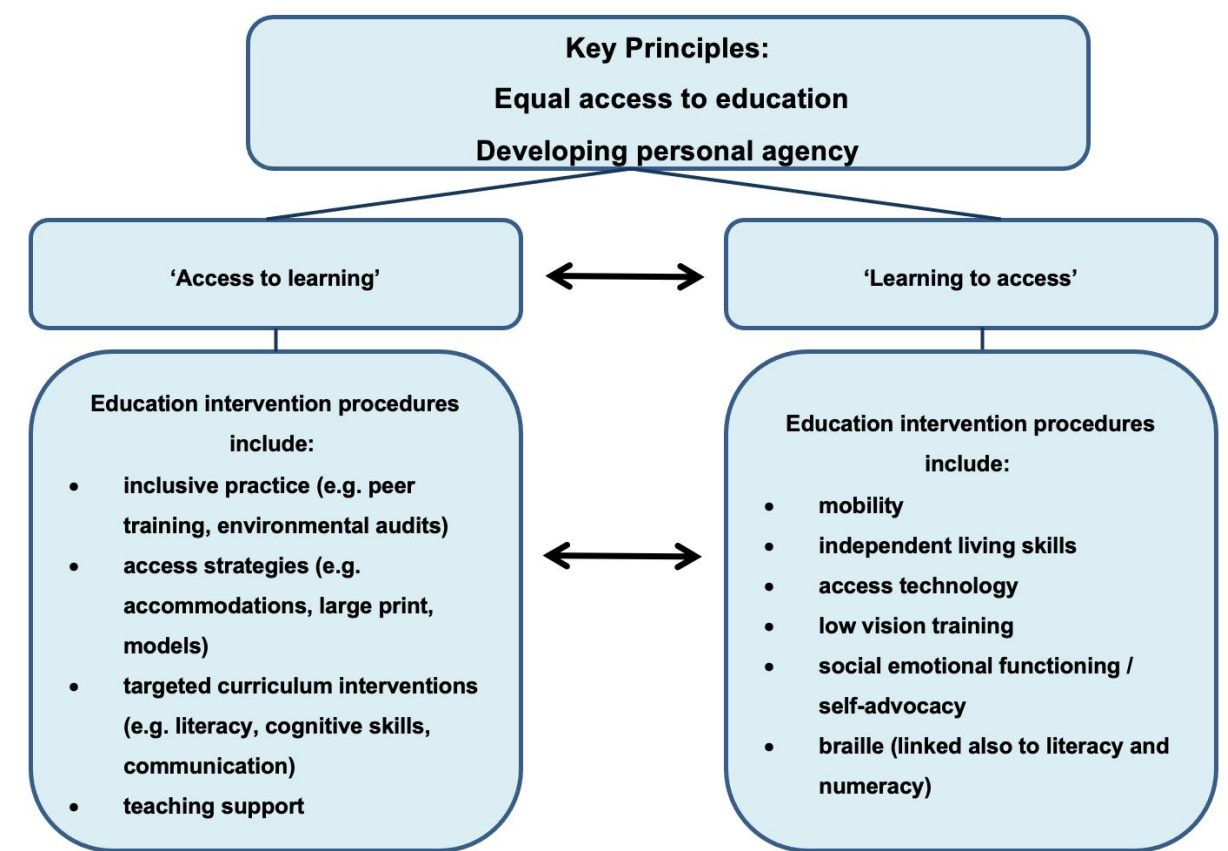 Key Principles:
Equal access to education
Developing personal agency
‘Access to learning’
‘Learning to access’
Education intervention procedures
include:
• inclusive practice (e.g. peer
training, environmental audits)
• access strategies (e.g.
accommodations, large print,
models)
• targeted curriculum interventions
(e.g. literacy, cognitive skills,
communication)
• teaching support
Education intervention procedures
include:
• mobility
• independent living skills
• access technology
• low vision training
• social emotional functioning /
self-advocacy
• braille (linked also to literacy and
numeracy)